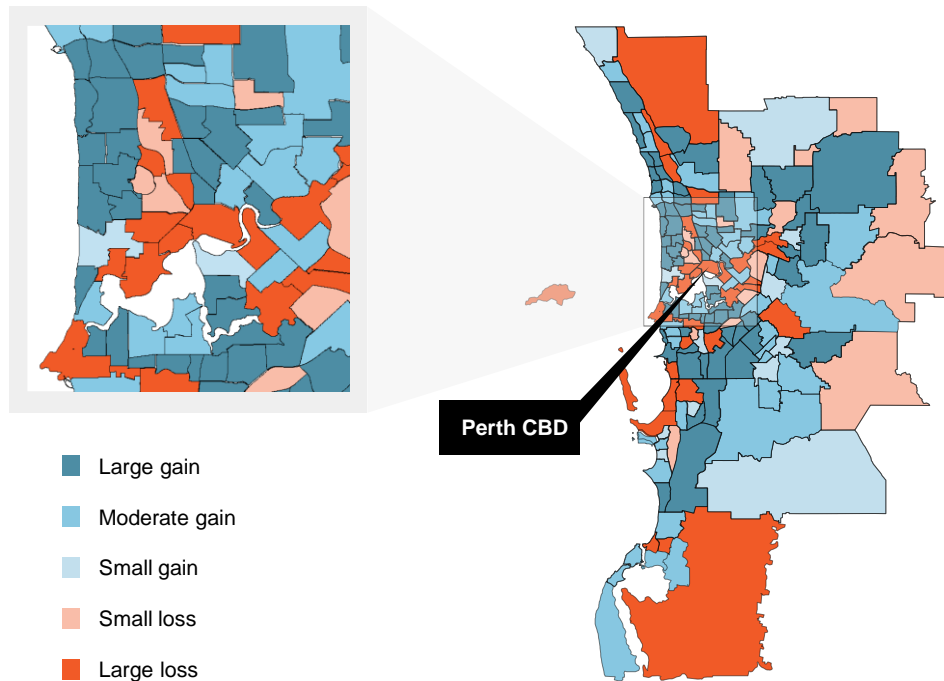 Perth CBD
Large gain
Moderate gain
Small gain
Small loss
Large loss